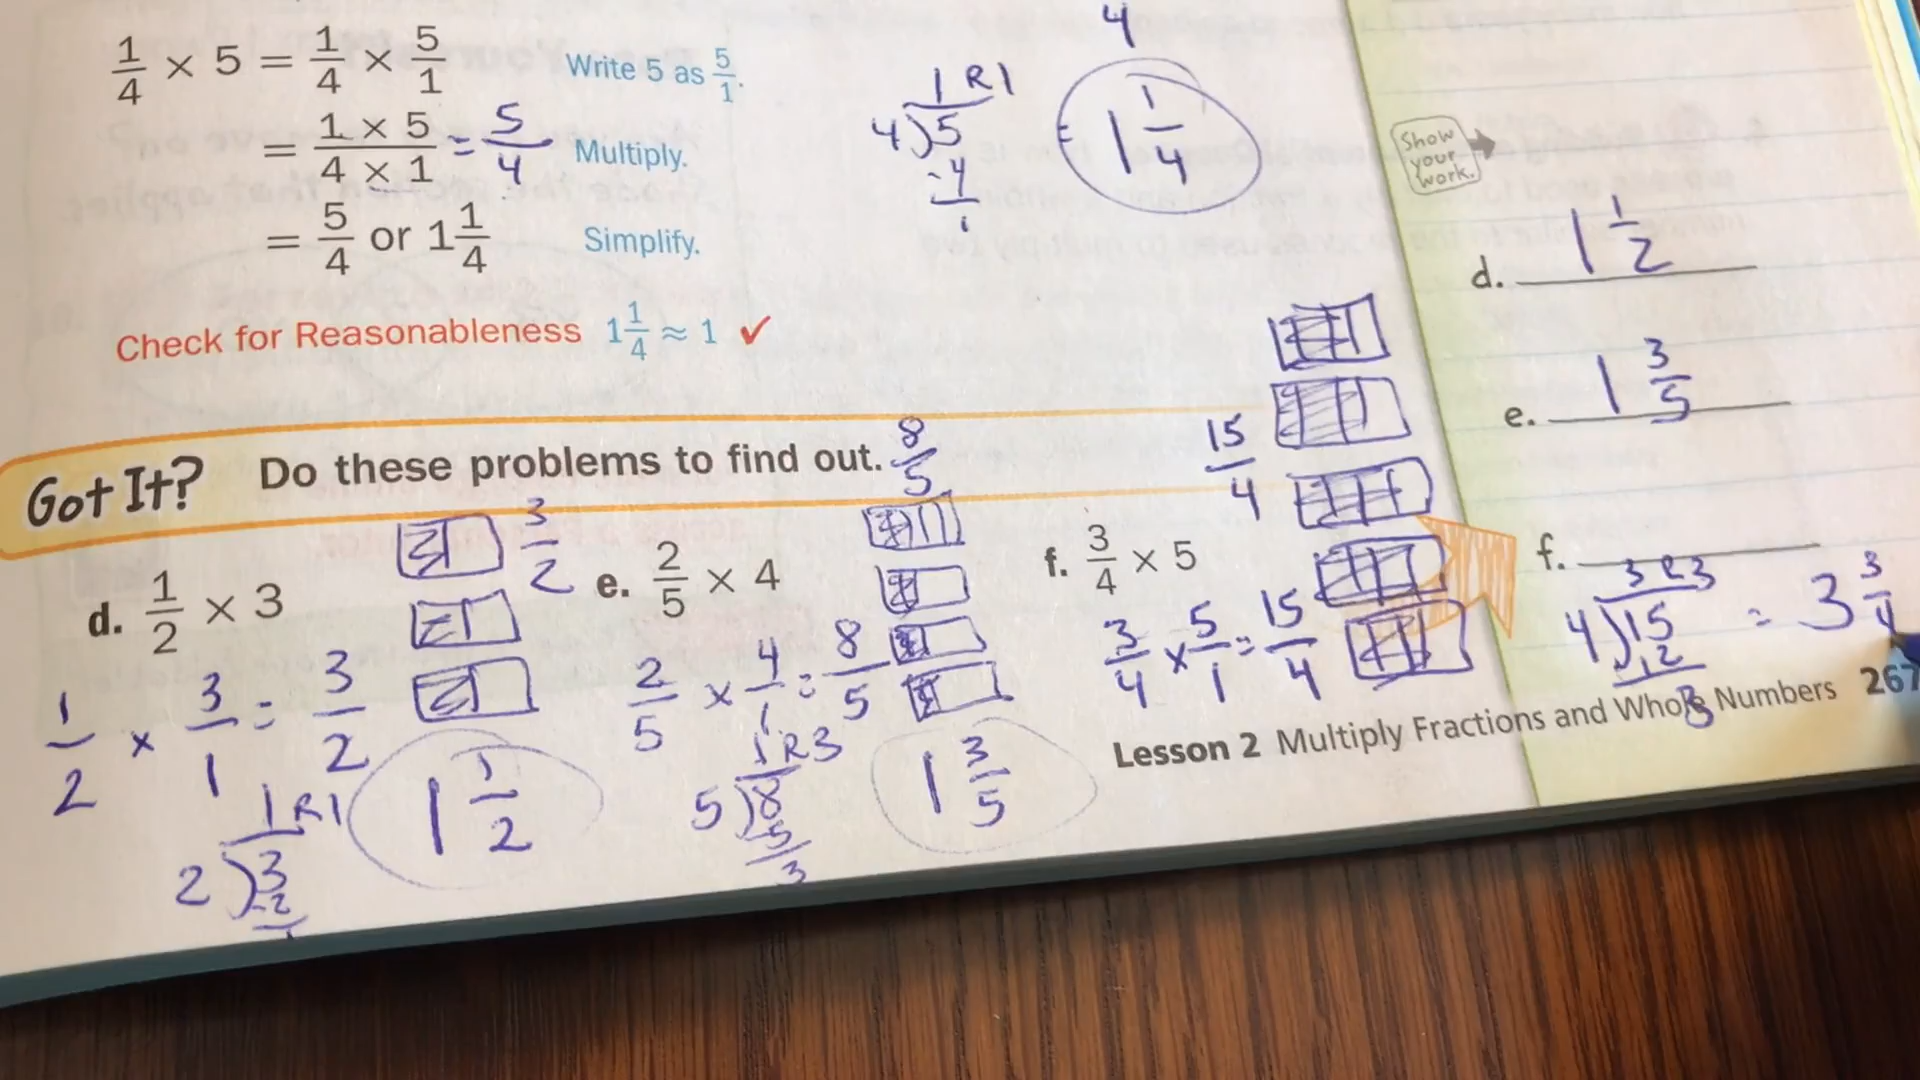 1/4 × 5 = 1/4 × 5/1 Write 5 as 5/1.
= 1 × 5 / 4 × 1 = 5/4 Multiply.
= 5/4 or 1 1/4 Simplify.
Check for Reasonableness 1 1/4 ≈ 1 ✓
4
1 R1
4)5
-4
1
= 1 1/4
Show your work.
d. 1 1/2
e. 1 3/5
f.
3 R3
4)15 = 3 3/4
12
3
Got It? Do these problems to find out.
8/5
15/4
d. 1/2 × 3
3/2
1/2 × 3/1 = 3/2
1 R1
2)3
-2
1
1 1/2
e. 2/5 × 4
2/5 × 4/1 = 8/5
1 R3
5)8
5
3
1 3/5
f. 3/4 × 5
3/4 × 5/1 = 15/4
Lesson 2 Multiply Fractions and Whole Numbers 267